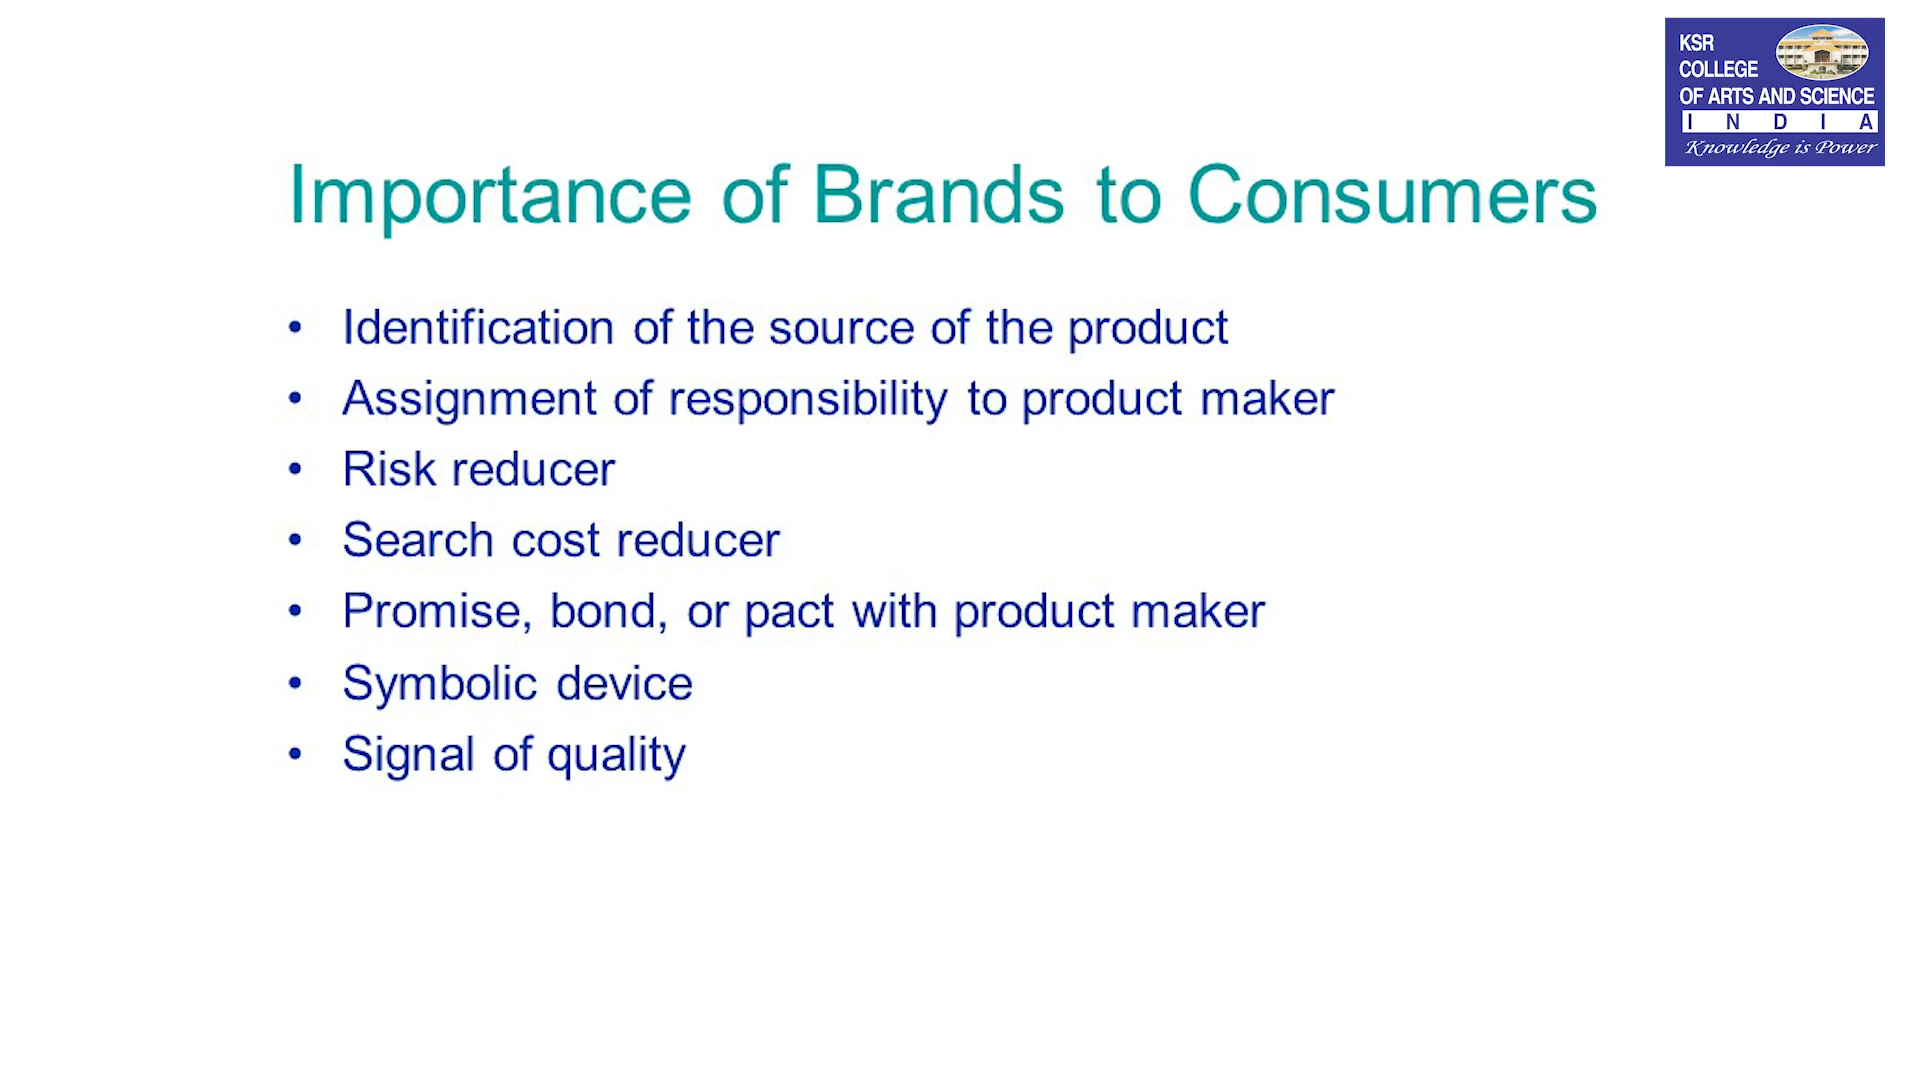 KSR
COLLEGE
OF ARTS AND SCIENCE
I N D I A
Knowledge is Power
Importance of Brands to Consumers
• Identification of the source of the product
• Assignment of responsibility to product maker
• Risk reducer
• Search cost reducer
• Promise, bond, or pact with product maker
• Symbolic device
• Signal of quality